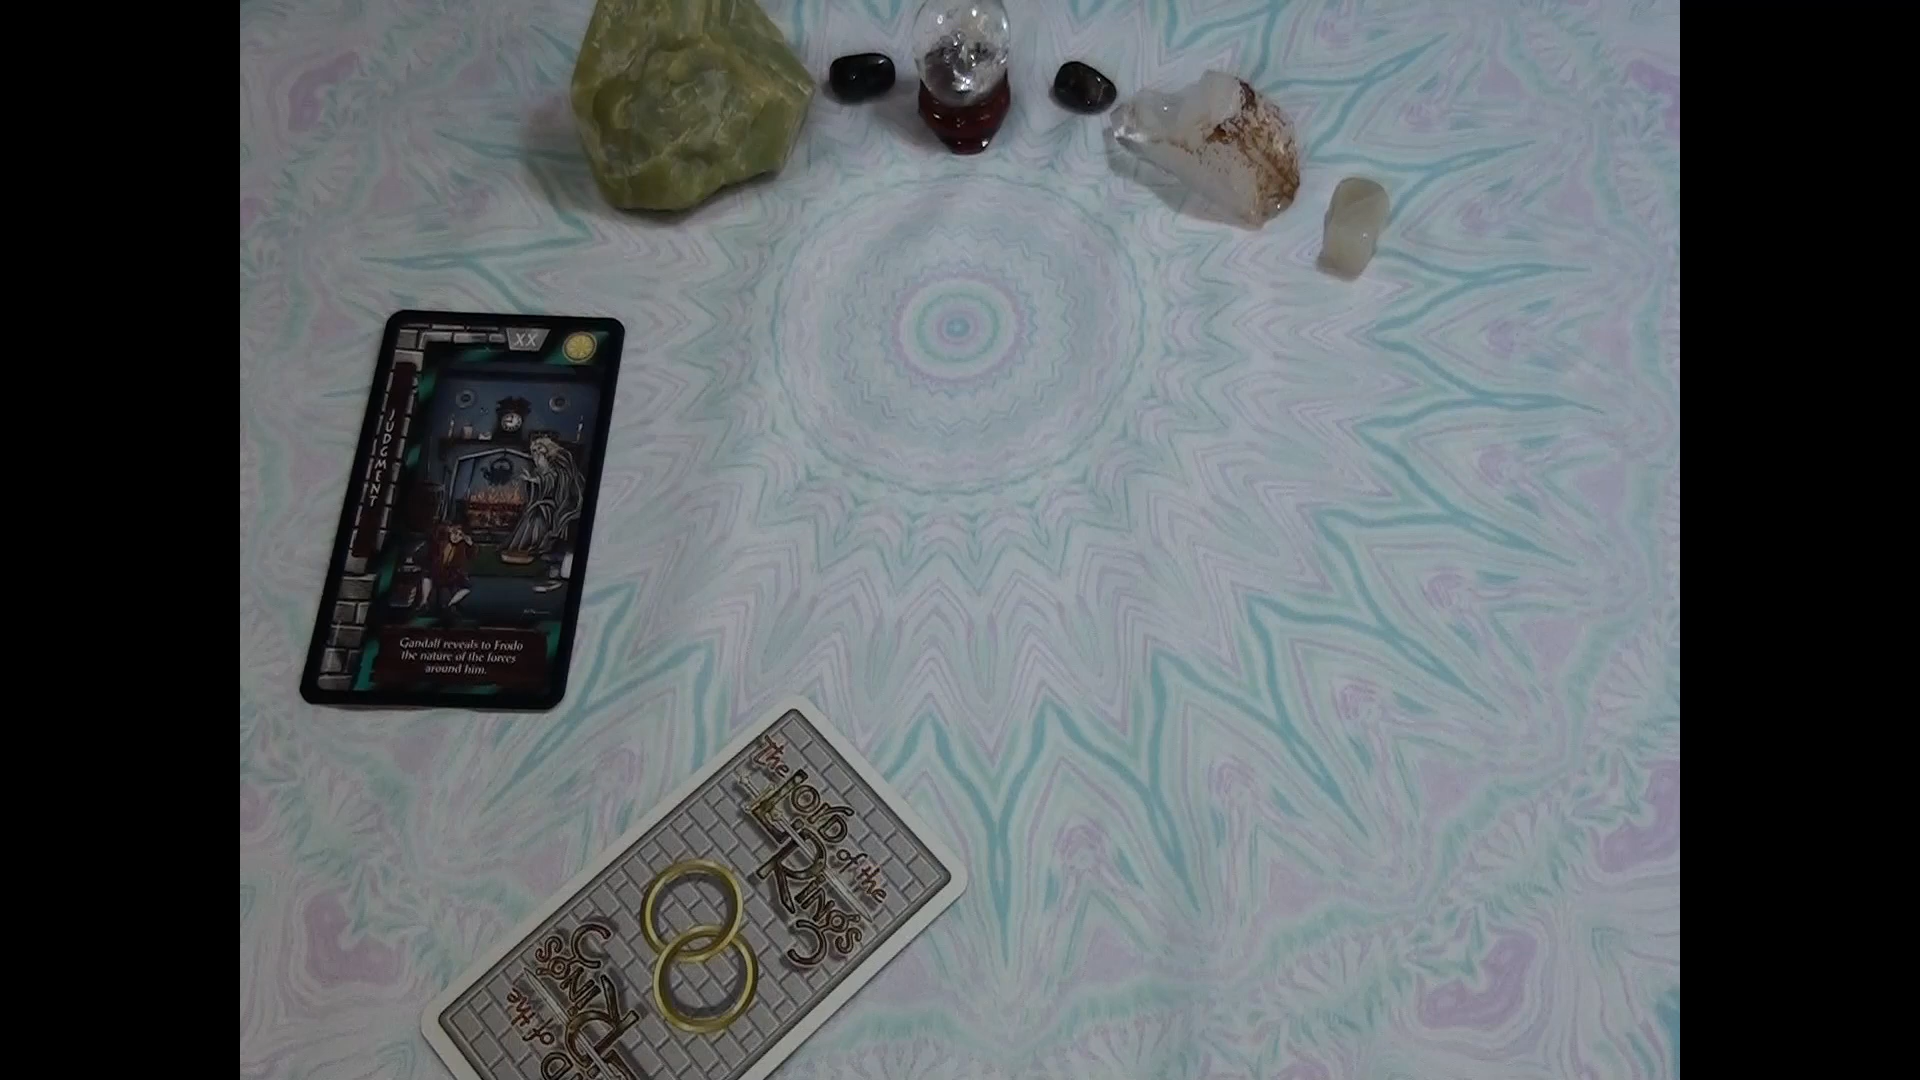 XX
JUDGMENT
Gandalf reveals to Frodo
the nature of the forces
around him.
The
LORD of the
RINGS
The
LORD of the
RINGS